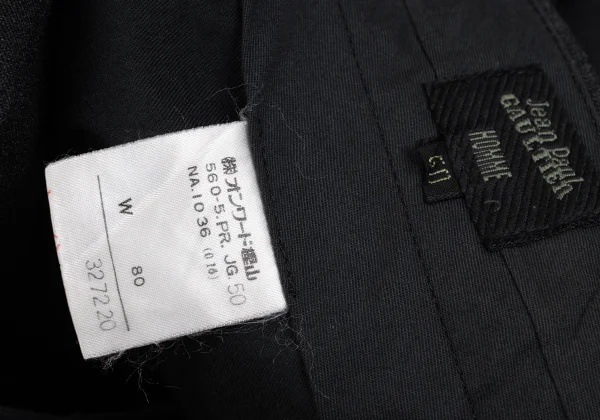 Jean Paul
GAULTIER
HOMME
50
㈱オンワード樫山
560-5.PR. JG. 50
NA.1036 (016)
W 80
327220